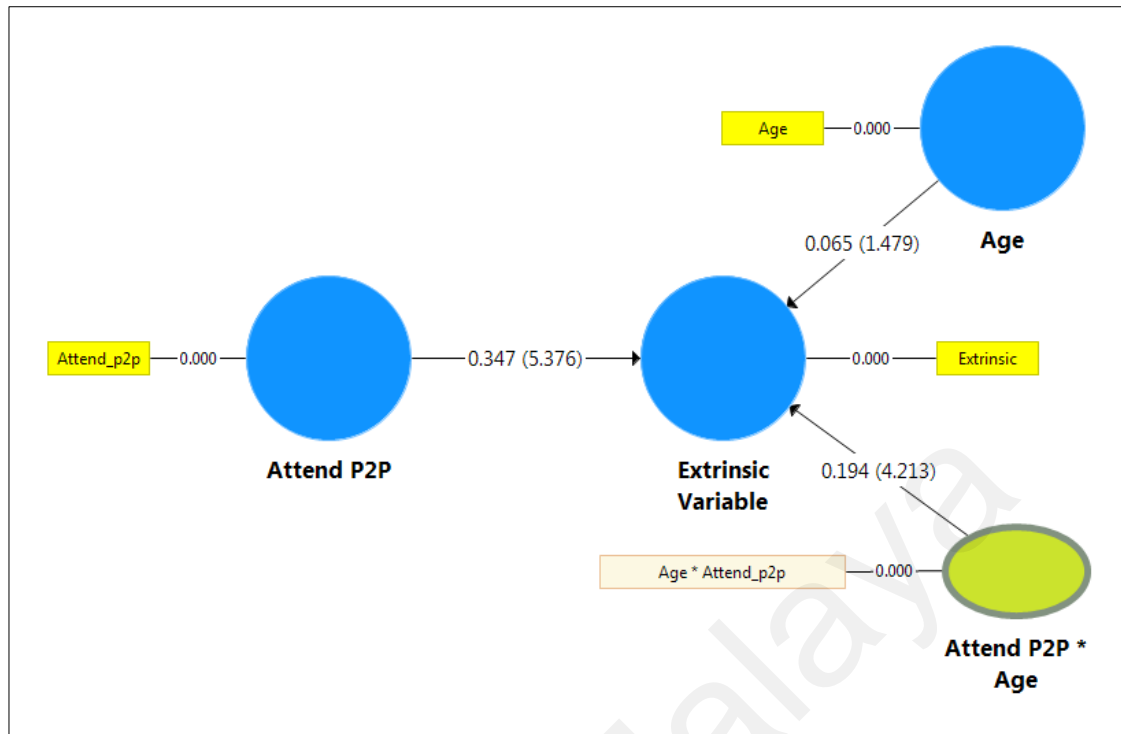 Age
0.000
Age
0.065 (1.479)
Attend_p2p
0.000
0.347 (5.376)
0.000
Extrinsic
Attend P2P
Extrinsic
Variable
0.194 (4.213)
Age * Attend_p2p
0.000
Attend P2P *
Age
alaya